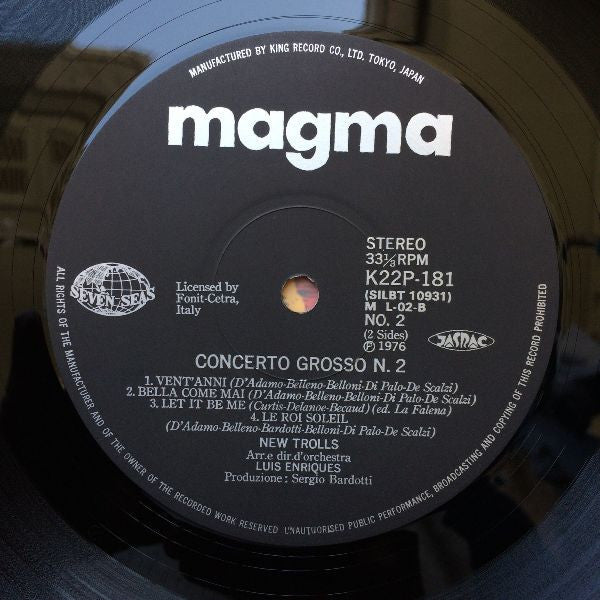 MANUFACTURED BY KING RECORD CO., LTD. TOKYO, JAPAN
magma
STEREO
33⅓ RPM
K22P-181
(SILBT 10931)
M L-02-B
NO. 2
(2 Sides)
Ⓟ 1976
SEVEN-SEAS
Licensed by
Fonit-Cetra,
Italy
JASRAC
CONCERTO GROSSO N. 2
1. VENT'ANNI (D'Adamo-Belleno-Belloni-Di Palo-De Scalzi)
2. BELLA COME MAI (D'Adamo-Belleno-Belloni-Di Palo-De Scalzi)
3. LET IT BE ME (Curtis-Delanoe-Becaud) (ed. La Falena)
4. LE ROI SOLEIL
(D'Adamo-Belleno-Bardotti-Belloni-Di Palo-De Scalzi)
NEW TROLLS
Arr.e dir.d'orchestra
LUIS ENRIQUES
Produzione : Sergio Bardotti
ALL RIGHTS OF THE MANUFACTURER AND OF THE OWNER OF THE RECORDED WORK RESERVED UNAUTHORISED PUBLIC PERFORMANCE, BROADCASTING AND COPYING OF THIS RECORD PROHIBITED